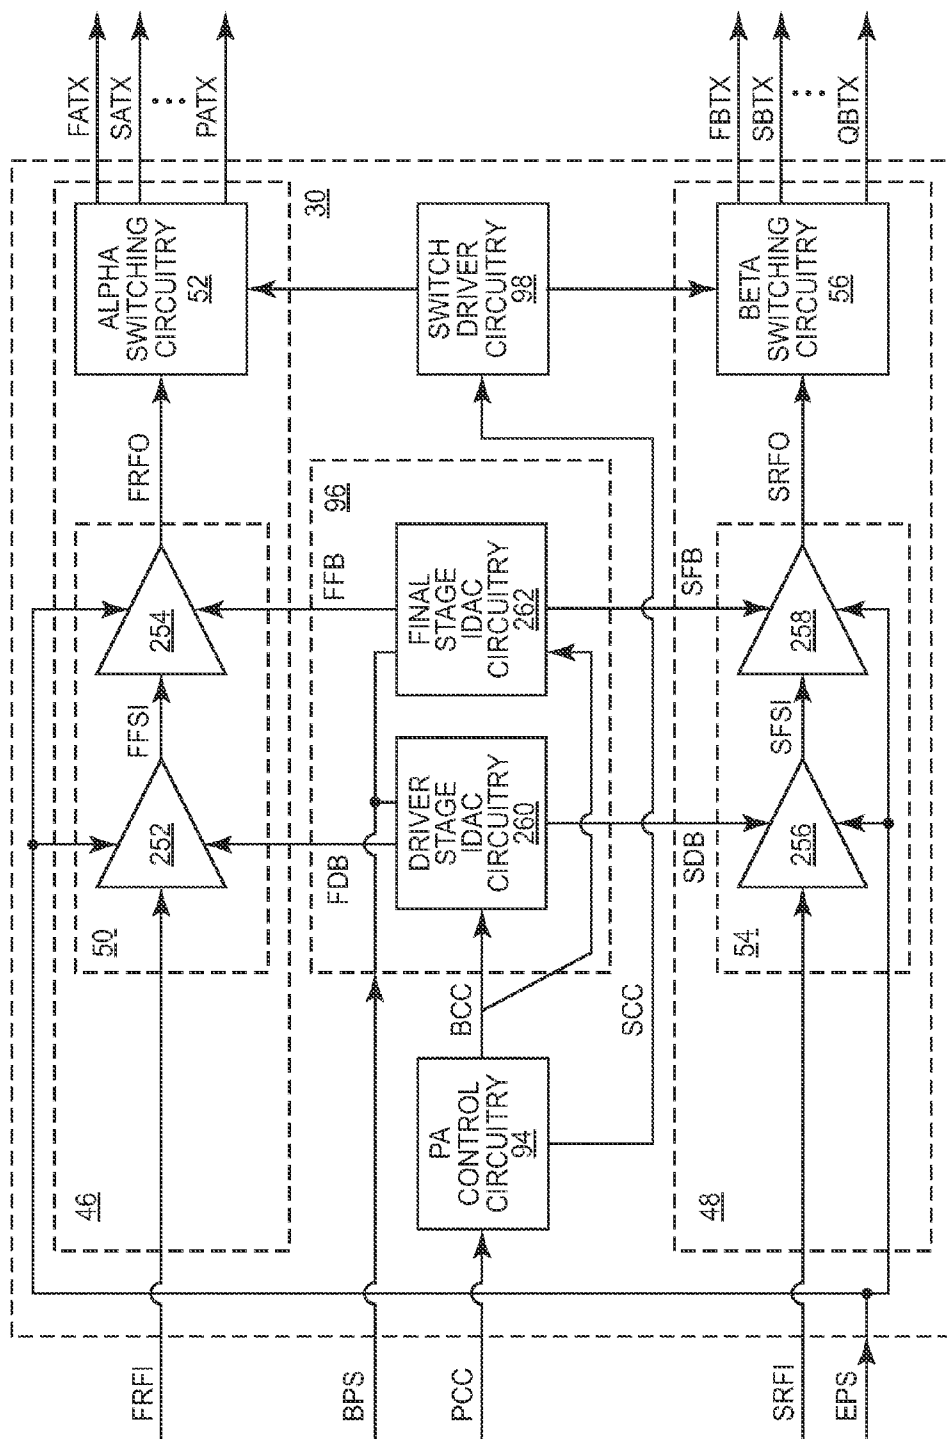 FATX
SATX
PATX
ALPHA
SWITCHING
CIRCUITRY
52
30
SWITCH
DRIVER
CIRCUITRY
98
FBTX
SBTX
QBTX
BETA
SWITCHING
CIRCUITRY
56
FRFO
SRFO
254
FFSI
252
50
FFB
FDB
96
FINAL
STAGE
IDAC
CIRCUITRY
262
DRIVER
STAGE
IDAC
CIRCUITRY
260
SFB
SDB
258
SFSI
256
54
BCC
SCC
PA
CONTROL
CIRCUITRY
94
46
48
FRFI
BPS
PCC
SRFI
EPS